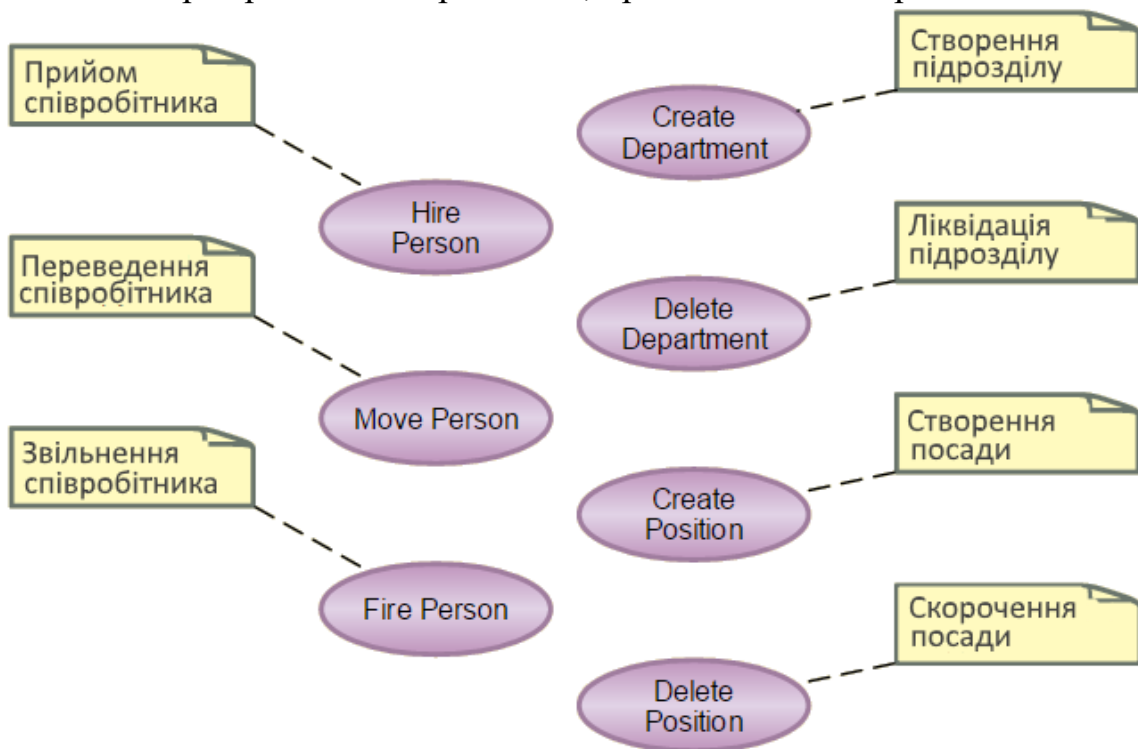 Прийом
співробітника
Створення
підрозділу
Create
Department
Hire
Person
Ліквідація
підрозділу
Переведення
співробітника
Delete
Department
Move Person
Створення
посади
Звільнення
співробітника
Create
Position
Fire Person
Скорочення
посади
Delete
Position